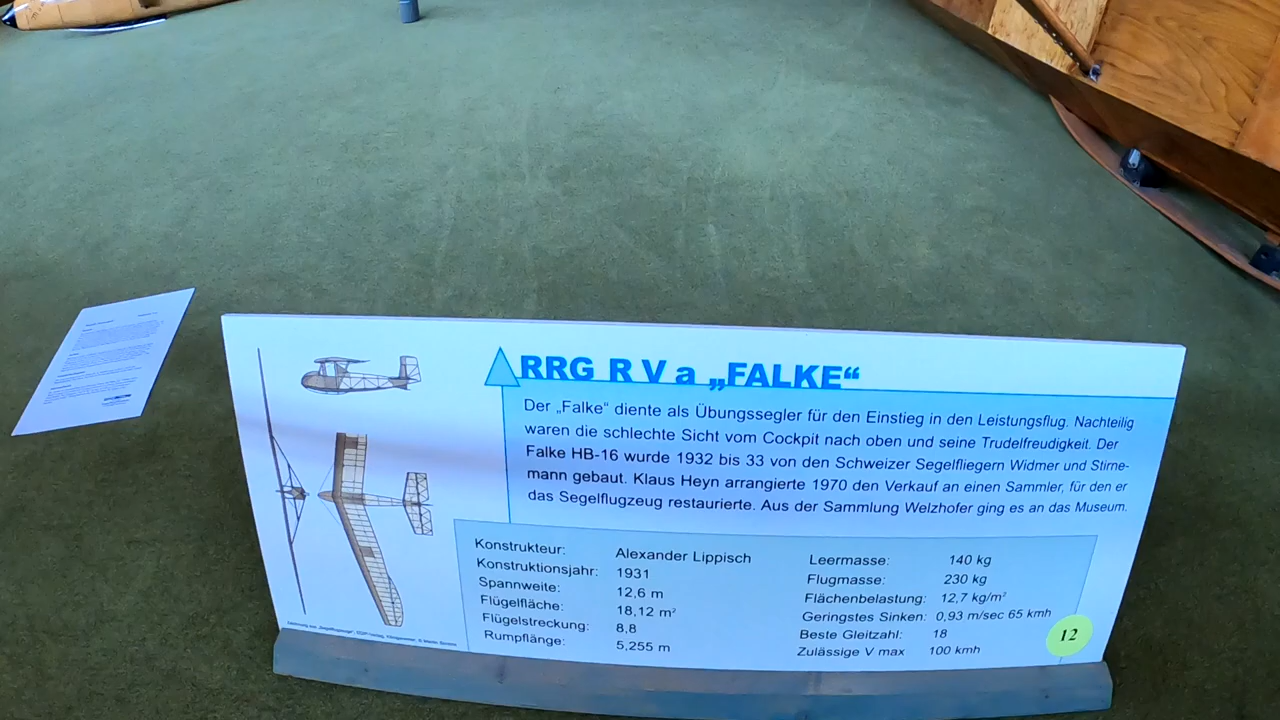 RRG R V a „FALKE“
Der „Falke“ diente als Übungssegler für den Einstieg in den Leistungsflug. Nachteilig
waren die schlechte Sicht vom Cockpit nach oben und seine Trudelfreudigkeit. Der
Falke HB-16 wurde 1932 bis 33 von den Schweizer Segelfliegern Widmer und Stirne-
mann gebaut. Klaus Heyn arrangierte 1970 den Verkauf an einen Sammler, für den er
das Segelflugzeug restaurierte. Aus der Sammlung Welzhofer ging es an das Museum.
Konstrukteur: Alexander Lippisch
Konstruktionsjahr: 1931
Spannweite: 12,6 m
Flügelfläche: 18,12 m²
Flügelstreckung: 8,8
Rumpflänge: 5,255 m
Leermasse: 140 kg
Flugmasse: 230 kg
Flächenbelastung: 12,7 kg/m²
Geringstes Sinken: 0,93 m/sec 65 kmh
Beste Gleitzahl: 18
Zulässige V max 100 kmh
12